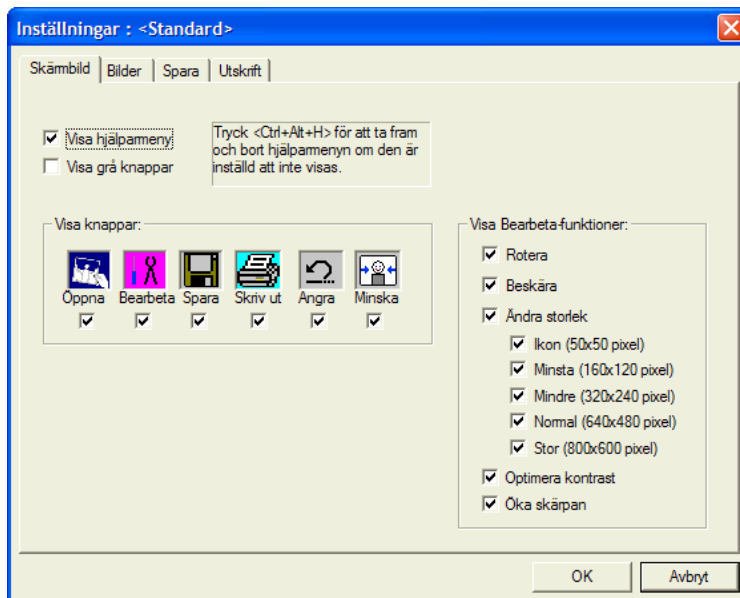 Inställningar : <Standard>
Skärmbild
Bilder
Spara
Utskrift
Visa hjälparmeny
Visa grå knappar
Tryck <Ctrl+Alt+H> för att ta fram
och bort hjälparmenyn om den är
inställd att inte visas.
Visa knappar:
Öppna
Bearbeta
Spara
Skriv ut
Ångra
Minska
Visa Bearbeta-funktioner:
Rotera
Beskära
Ändra storlek
Ikon (50x50 pixel)
Minsta (160x120 pixel)
Mindre (320x240 pixel)
Normal (640x480 pixel)
Stor (800x600 pixel)
Optimera kontrast
Öka skärpan
OK
Avbryt